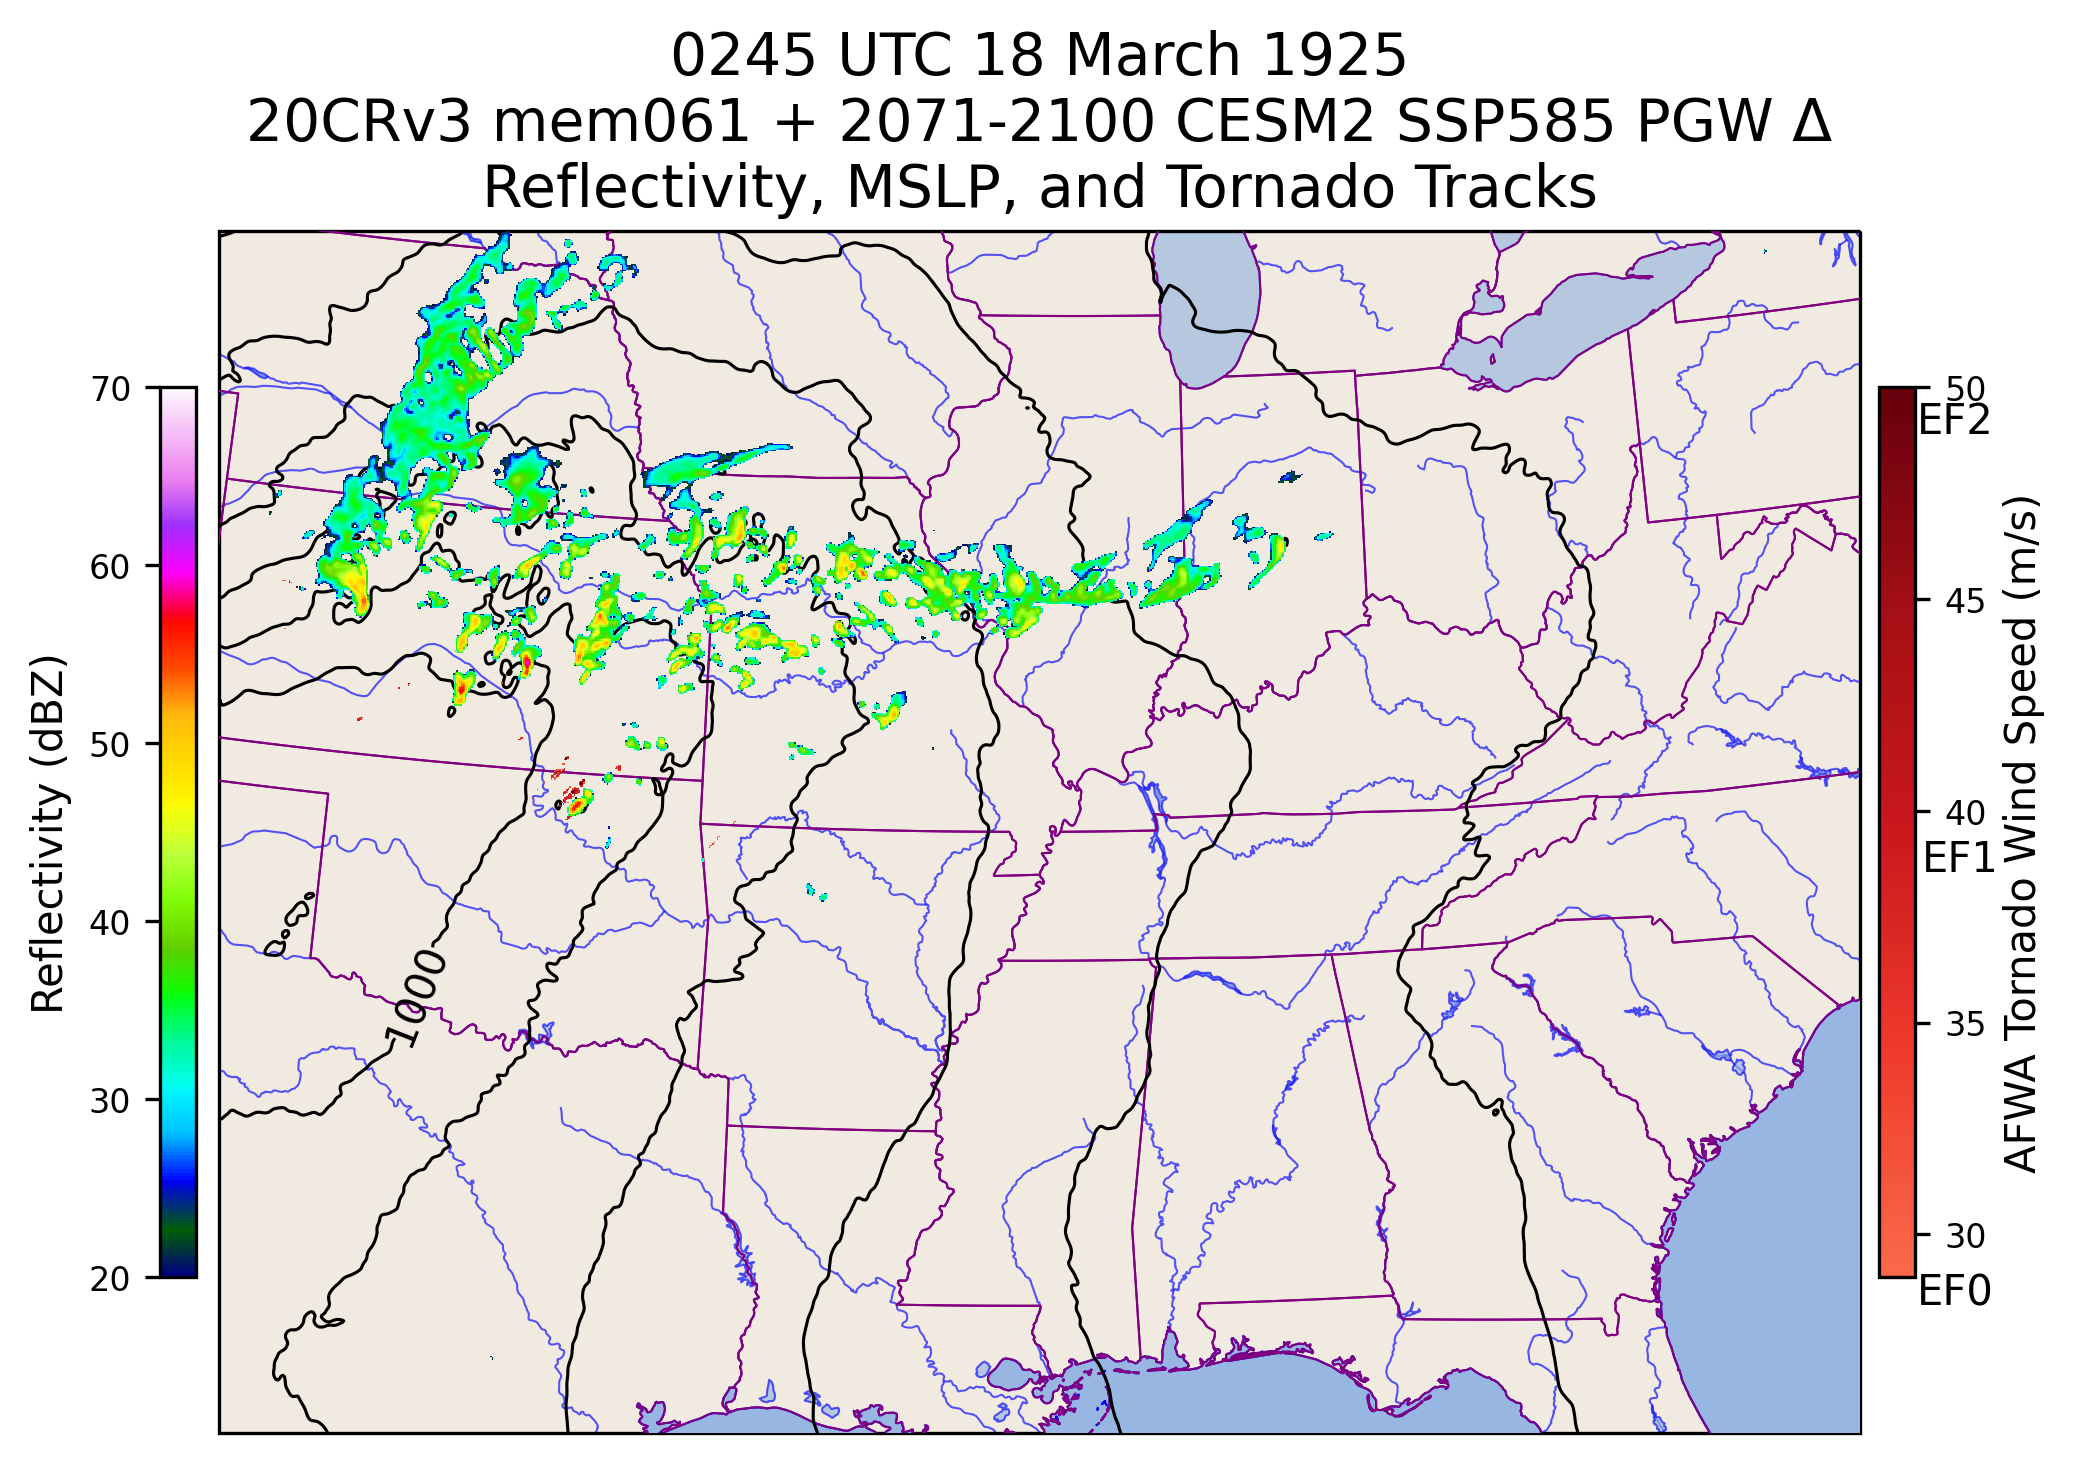 0245 UTC 18 March 1925
20CRv3 mem061 + 2071-2100 CESM2 SSP585 PGW Δ
Reflectivity, MSLP, and Tornado Tracks
70
60
50
40
30
20
Reflectivity (dBZ)
1000
50
EF2
45
40
EF1
35
30
EF0
AFWA Tornado Wind Speed (m/s)